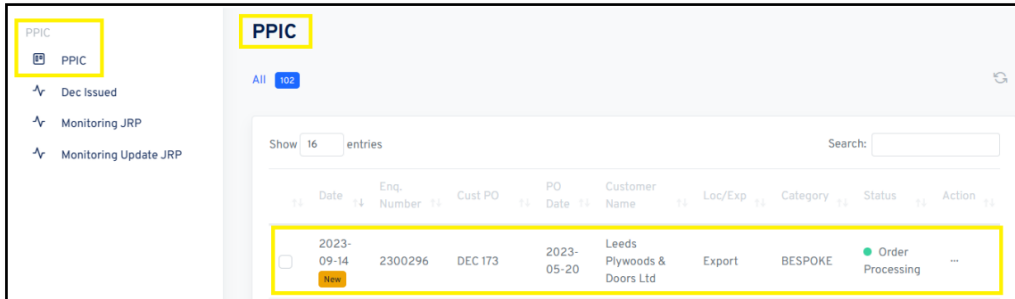 PPIC
PPIC
Dec Issued
Monitoring JRP
Monitoring Update JRP
PPIC
All 102
Show 16 entries
Search:
Date
Enq.
Number
Cust PO
PO
Date
Customer
Name
Loc/Exp
Category
Status
Action
2023-
09-14
New
2300296
DEC 173
2023-
05-20
Leeds
Plywoods &
Doors Ltd
Export
BESPOKE
Order
Processing
...